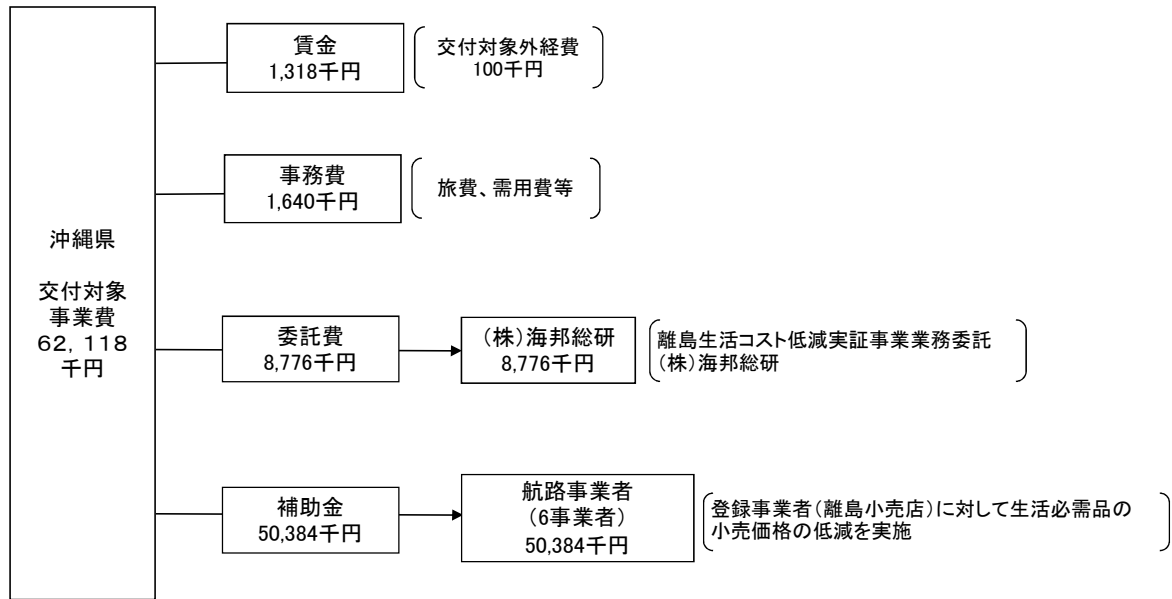 沖縄県
交付対象
事業費
62,118
千円
賃金
1,318千円
交付対象外経費
100千円
事務費
1,640千円
旅費、需用費等
委託費
8,776千円
(株)海邦総研
8,776千円
離島生活コスト低減実証事業業務委託
(株)海邦総研
補助金
50,384千円
航路事業者
(6事業者)
50,384千円
登録事業者(離島小売店)に対して生活必需品の
小売価格の低減を実施